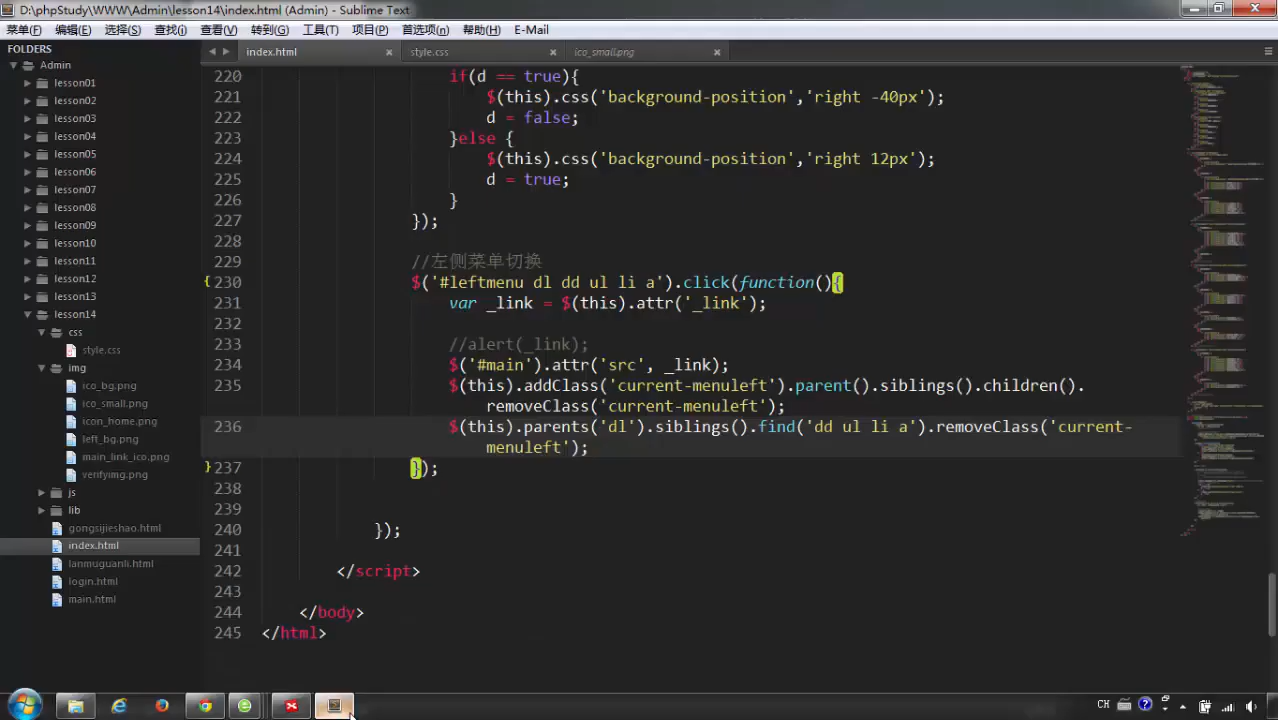 D:\phpStudy\WWW\Admin\lesson14\index.html (Admin) - Sublime Text
菜单(F) 编辑(E) 选择(S) 查找(I) 查看(V) 转到(G) 工具(T) 项目(P) 首选项(n) 帮助(H) E-Mail
FOLDERS
Admin
lesson01
lesson02
lesson03
lesson04
lesson05
lesson06
lesson07
lesson08
lesson09
lesson10
lesson11
lesson12
lesson13
lesson14
css
style.css
img
ico_bg.png
ico_small.png
icon_home.png
left_bg.png
main_link_ico.png
verifyimg.png
js
lib
gongsijieshao.html
index.html
lanmuguanli.html
login.html
main.html
index.html × style.css × ico_small.png ×
220 if(d == true){
221 $(this).css('background-position','right -40px');
222 d = false;
223 }else {
224 $(this).css('background-position','right 12px');
225 d = true;
226 }
227 });
228
229 //左侧菜单切换
230 $('#leftmenu dl dd ul li a').click(function(){
231 var _link = $(this).attr('_link');
232
233 //alert(_link);
234 $('#main').attr('src', _link);
235 $(this).addClass('current-menuleft').parent().siblings().children().
removeClass('current-menuleft');
236 $(this).parents('dl').siblings().find('dd ul li a').removeClass('current-
menuleft');
237 });
238
239
240 });
241
242 </script>
243
244 </body>
245 </html>
CH